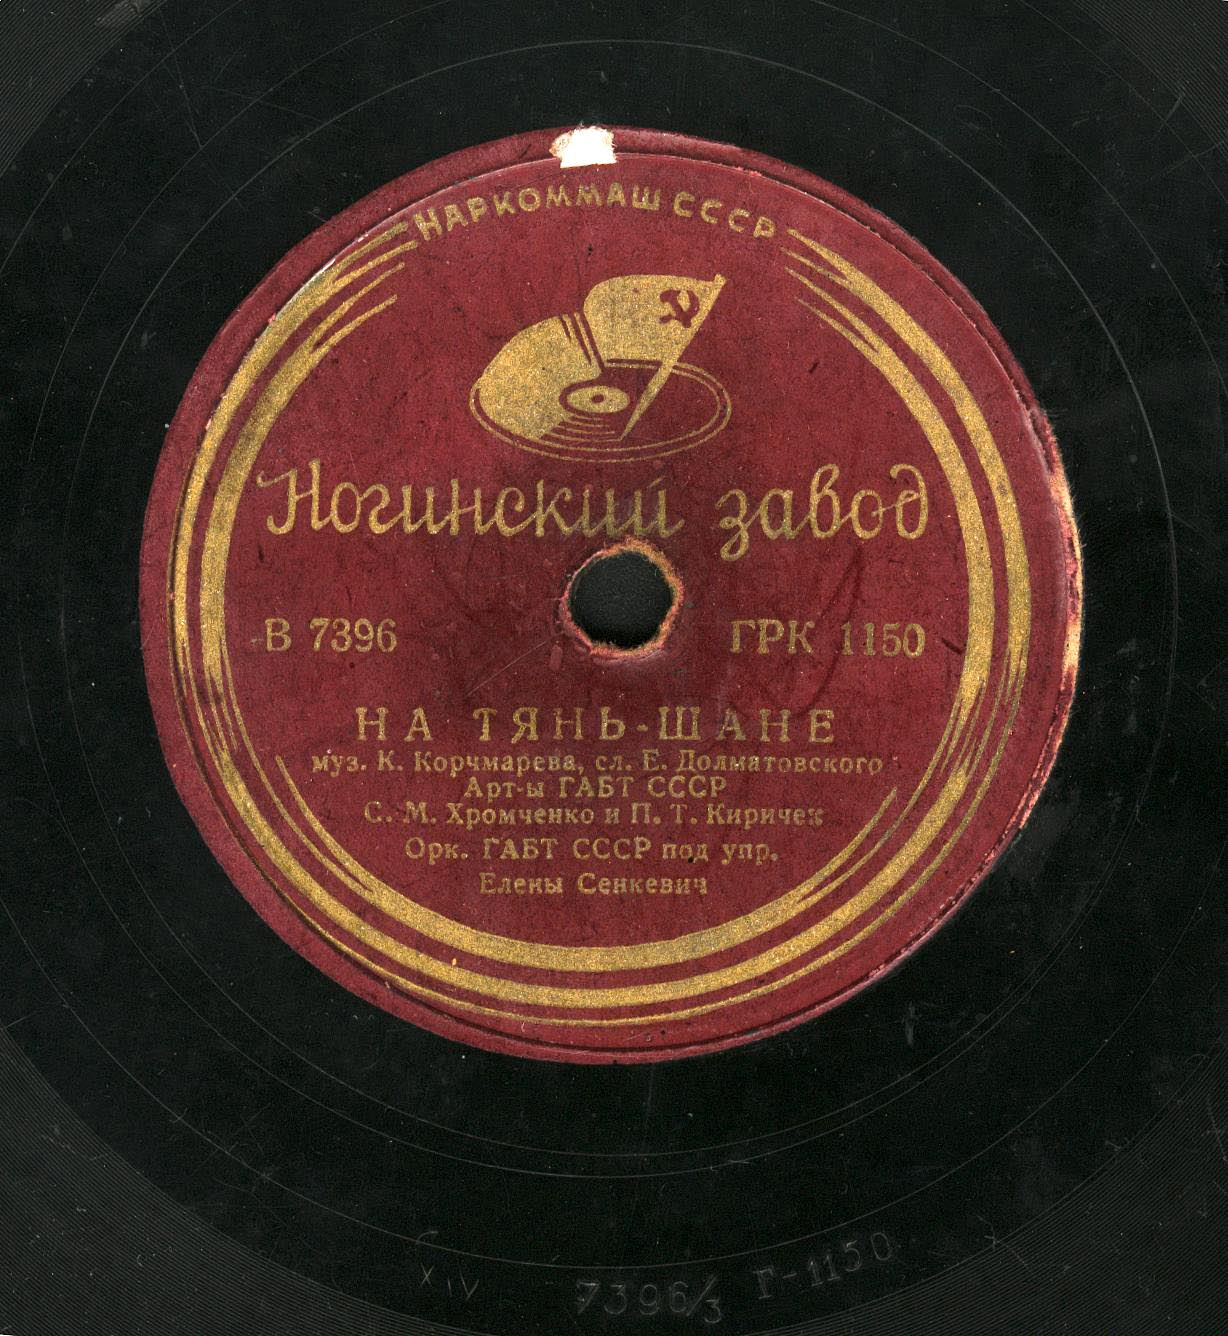 НАРКОММАШ СССР
Ногинский завод
В 7396 ГРК 1150
НА ТЯНЬ-ШАНЕ
муз. К. Корчмарева, сл. Е. Долматовского
Арт-ы ГАБТ СССР
С. М. Хромченко и П. Т. Киричек
Орк. ГАБТ СССР под упр.
Елены Сенкевич
XIV 7396/3 Г-1150